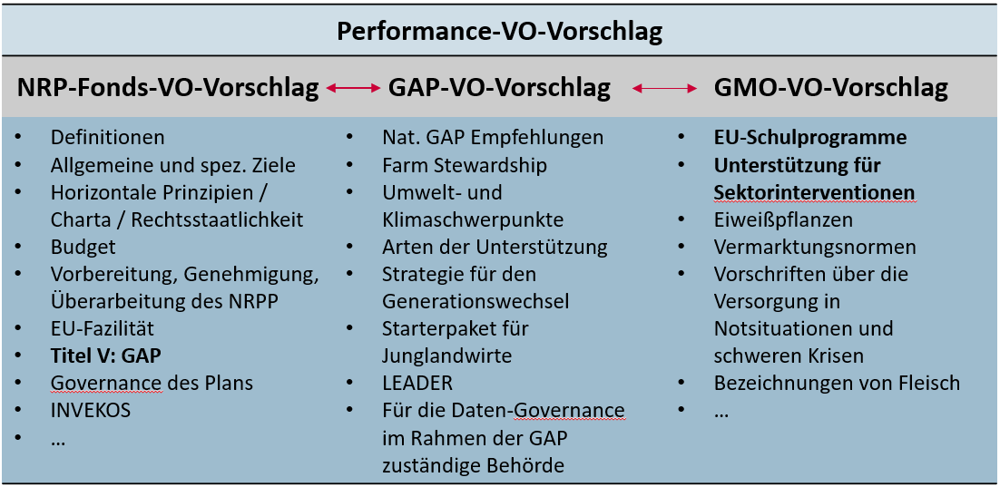 Performance-VO-Vorschlag
NRP-Fonds-VO-Vorschlag
GAP-VO-Vorschlag
GMO-VO-Vorschlag
• Definitionen
• Allgemeine und spez. Ziele
• Horizontale Prinzipien /
Charta / Rechtsstaatlichkeit
• Budget
• Vorbereitung, Genehmigung,
Überarbeitung des NRPP
• EU-Fazilität
• Titel V: GAP
• Governance des Plans
• INVEKOS
• …
• Nat. GAP Empfehlungen
• Farm Stewardship
• Umwelt- und
Klimaschwerpunkte
• Arten der Unterstützung
• Strategie für den
Generationswechsel
• Starterpaket für
Junglandwirte
• LEADER
• Für die Daten-Governance
im Rahmen der GAP
zuständige Behörde
• EU-Schulprogramme
• Unterstützung für
Sektorinterventionen
• Eiweißpflanzen
• Vermarktungsnormen
• Vorschriften über die
Versorgung in
Notsituationen und
schweren Krisen
• Bezeichnungen von Fleisch
• …